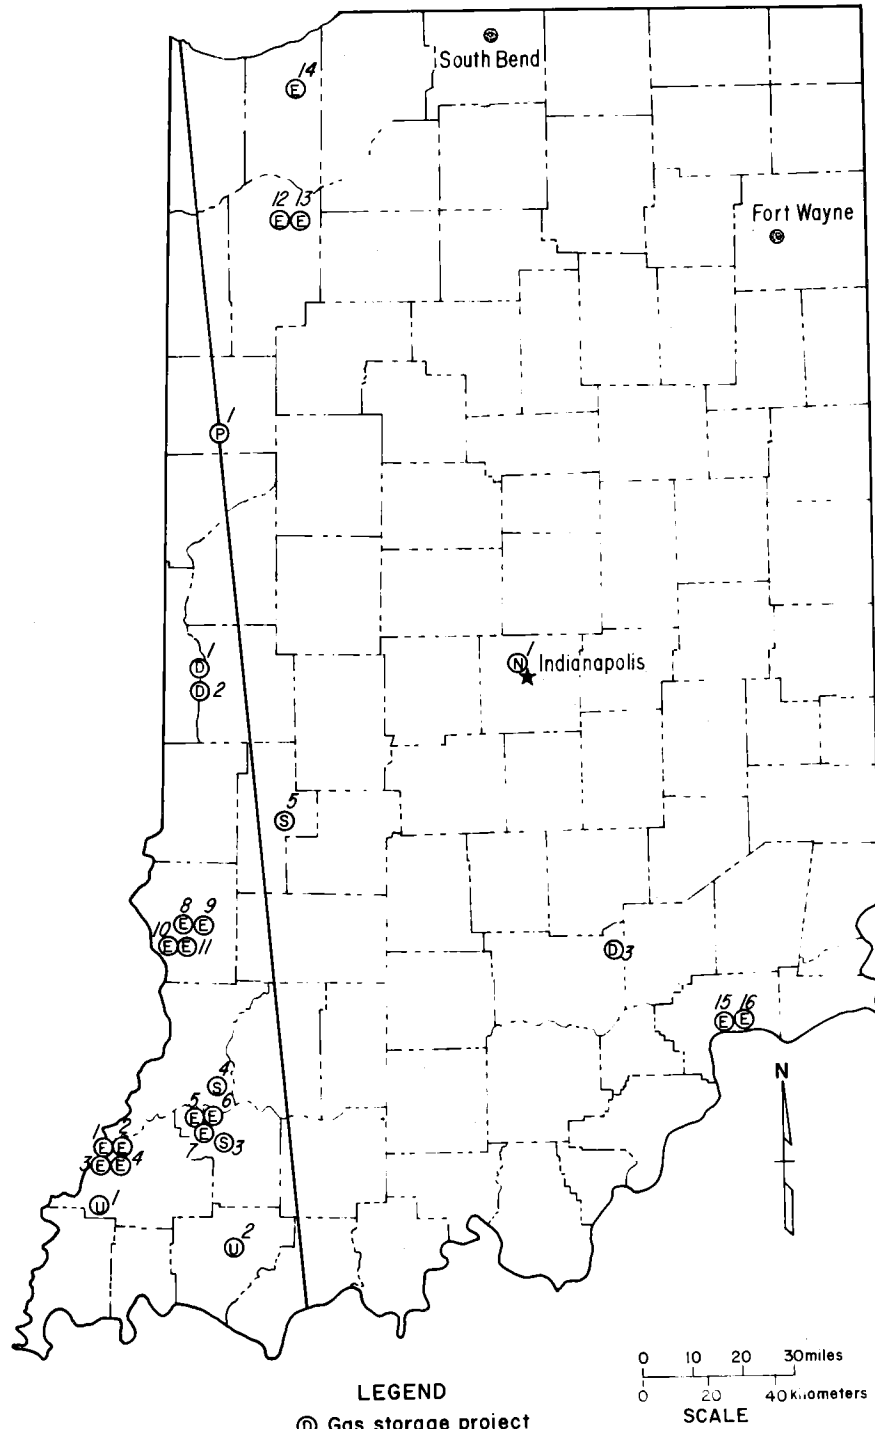 South Bend
14
E
12 13
E E
Fort Wayne
1
P
1
D
D 2
1
N Indianapolis
5
S
8 9
E E
10
E E 11
D 3
15 16
E E
N
4
S
5 6
E E
E
7 S 3
1 2
E E
3 E E 4
U 1
2
U
0 10 20 30 miles
0 20 40 kilometers
SCALE
LEGEND
D Gas storage project